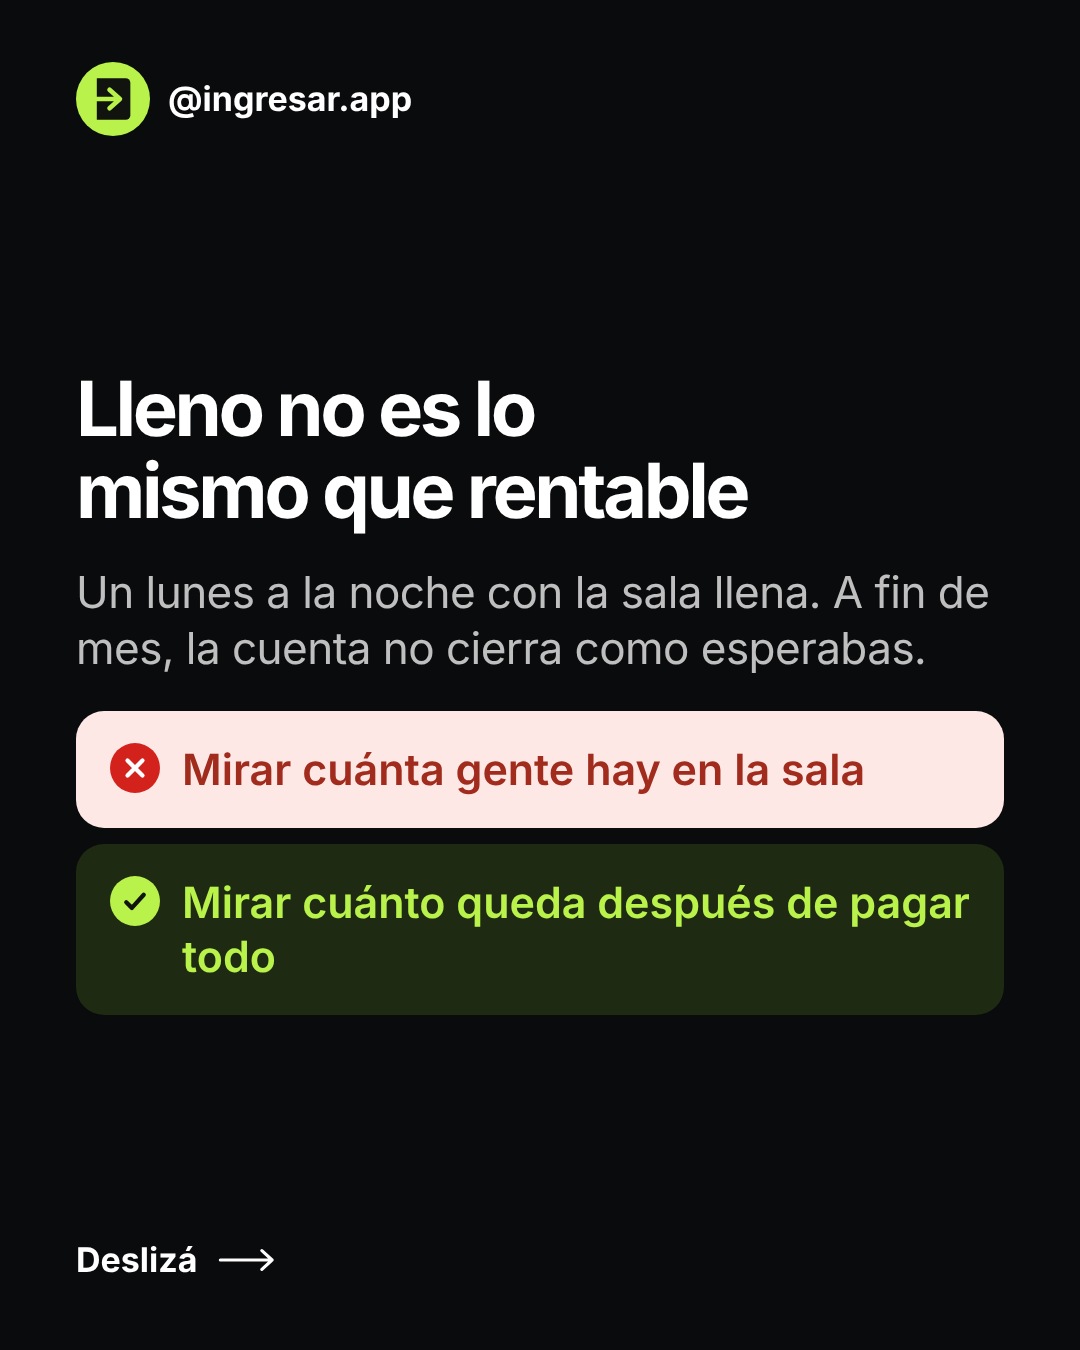 @ingresar.app
Lleno no es lo
mismo que rentable
Un lunes a la noche con la sala llena. A fin de
mes, la cuenta no cierra como esperabas.
Mirar cuánta gente hay en la sala
Mirar cuánto queda después de pagar
todo
Deslizá